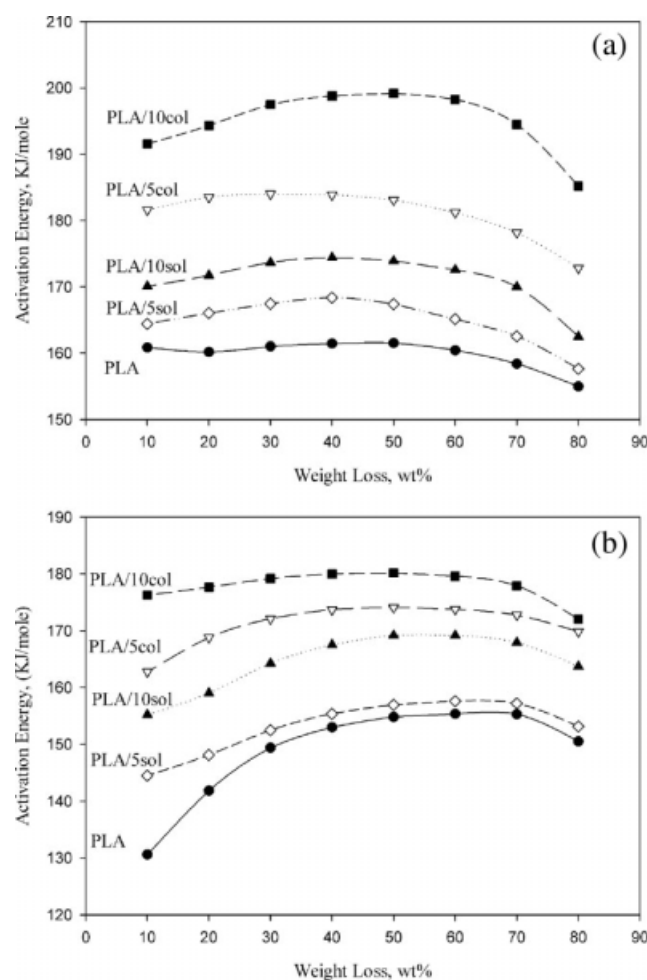 (a)
210
200
190
180
170
160
150
Activation Energy, KJ/mole
PLA/10col
PLA/5col
PLA/10sol
PLA/5sol
PLA
0 10 20 30 40 50 60 70 80 90
Weight Loss, wt%
(b)
190
180
170
160
150
140
130
120
Activation Energy, (KJ/mole)
PLA/10col
PLA/5col
PLA/10sol
PLA/5sol
PLA
0 10 20 30 40 50 60 70 80 90
Weight Loss, wt%